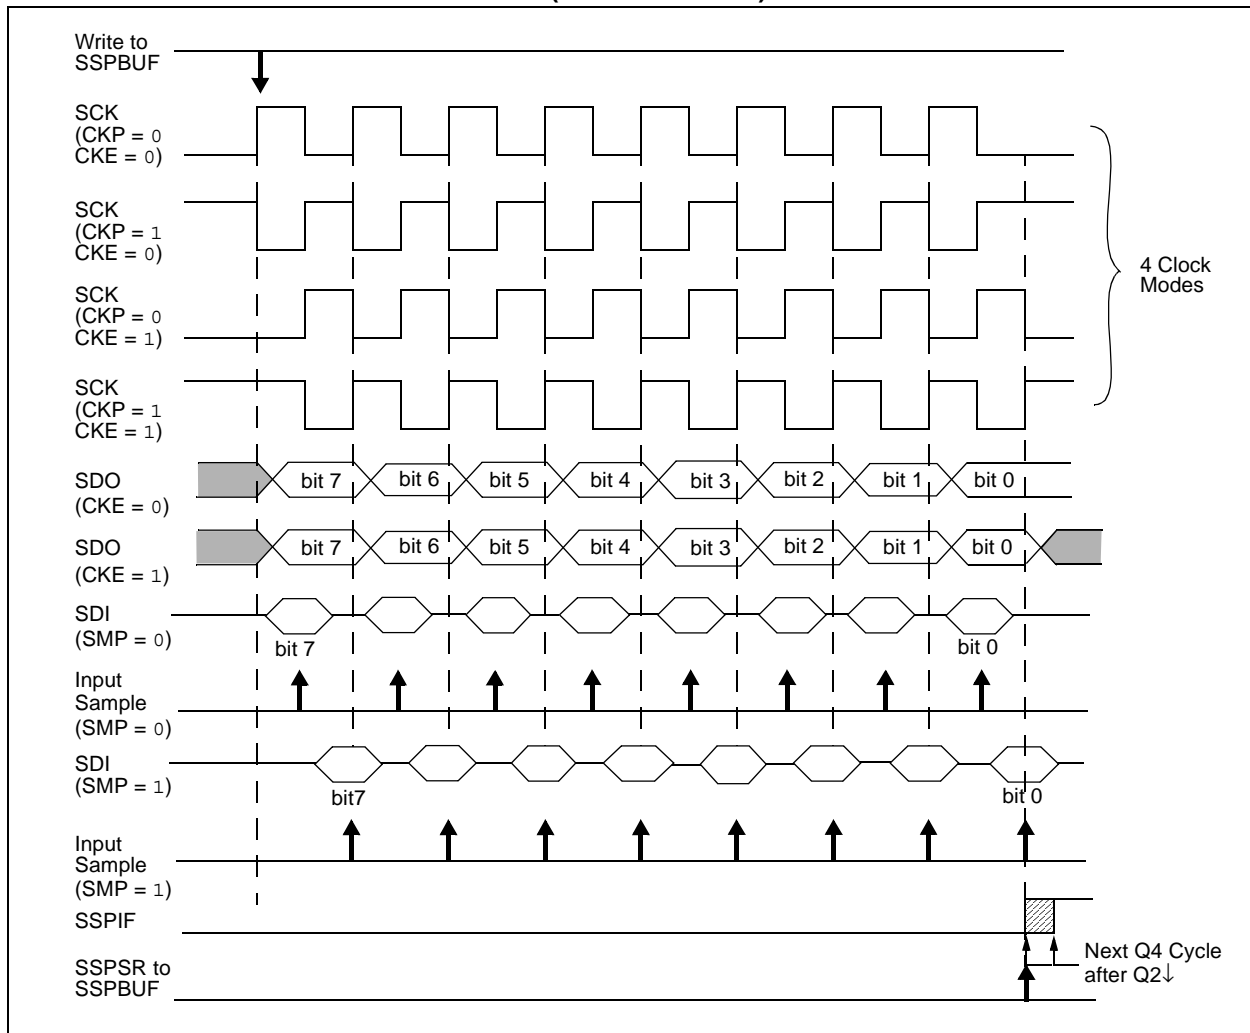 Write to
SSPBUF
SCK
(CKP = 0
CKE = 0)
SCK
(CKP = 1
CKE = 0)
SCK
(CKP = 0
CKE = 1)
SCK
(CKP = 1
CKE = 1)
4 Clock
Modes
SDO
(CKE = 0)
bit 7 bit 6 bit 5 bit 4 bit 3 bit 2 bit 1 bit 0
SDO
(CKE = 1)
bit 7 bit 6 bit 5 bit 4 bit 3 bit 2 bit 1 bit 0
SDI
(SMP = 0)
bit 7 bit 0
Input
Sample
(SMP = 0)
SDI
(SMP = 1)
bit7 bit 0
Input
Sample
(SMP = 1)
SSPIF
SSPSR to
SSPBUF
Next Q4 Cycle
after Q2↓